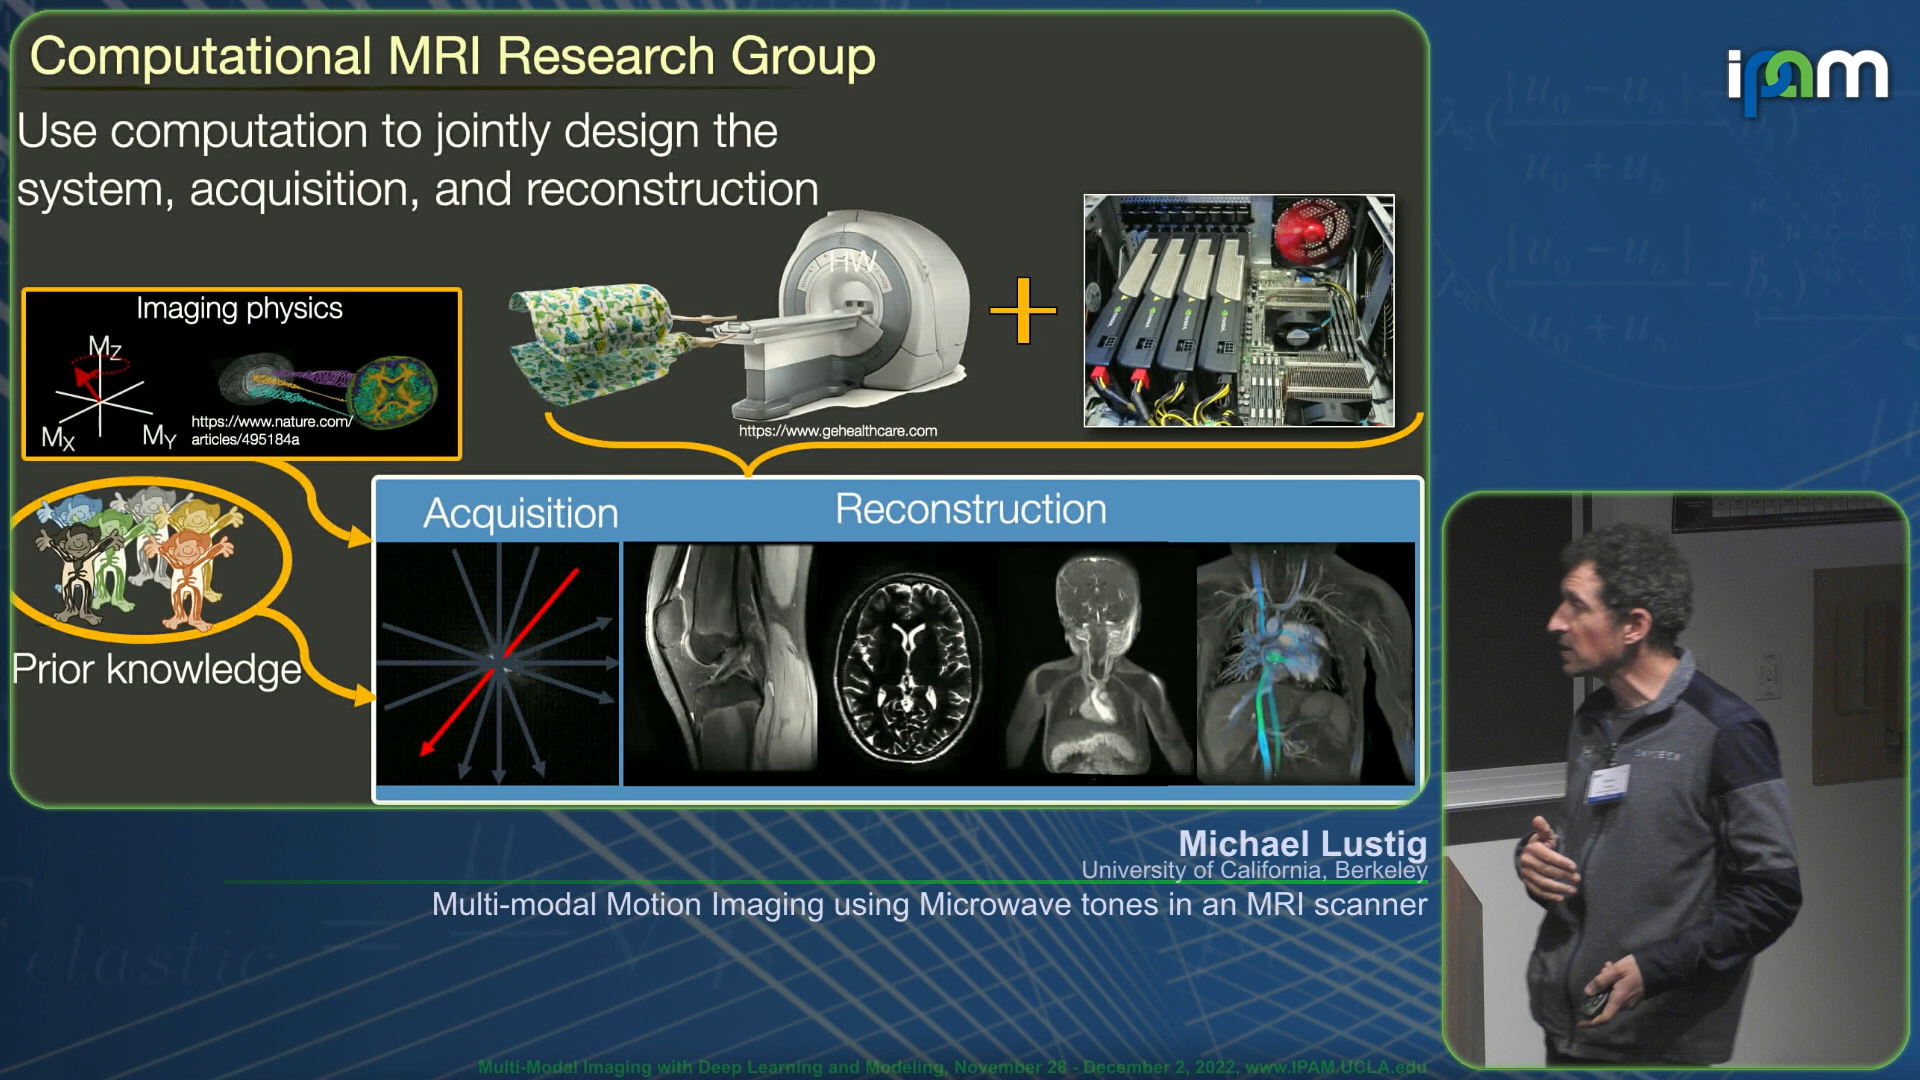 Computational MRI Research Group
Use computation to jointly design the
system, acquisition, and reconstruction
ipam
HW
Imaging physics
MZ
MX
MY
https://www.nature.com/
articles/495184a
https://www.gehealthcare.com
Acquisition
Reconstruction
Prior knowledge
Michael Lustig
University of California, Berkeley
Multi-modal Motion Imaging using Microwave tones in an MRI scanner
Multi-Modal Imaging with Deep Learning and Modeling, November 28 - December 2, 2022, www.IPAM.UCLA.edu
elastic